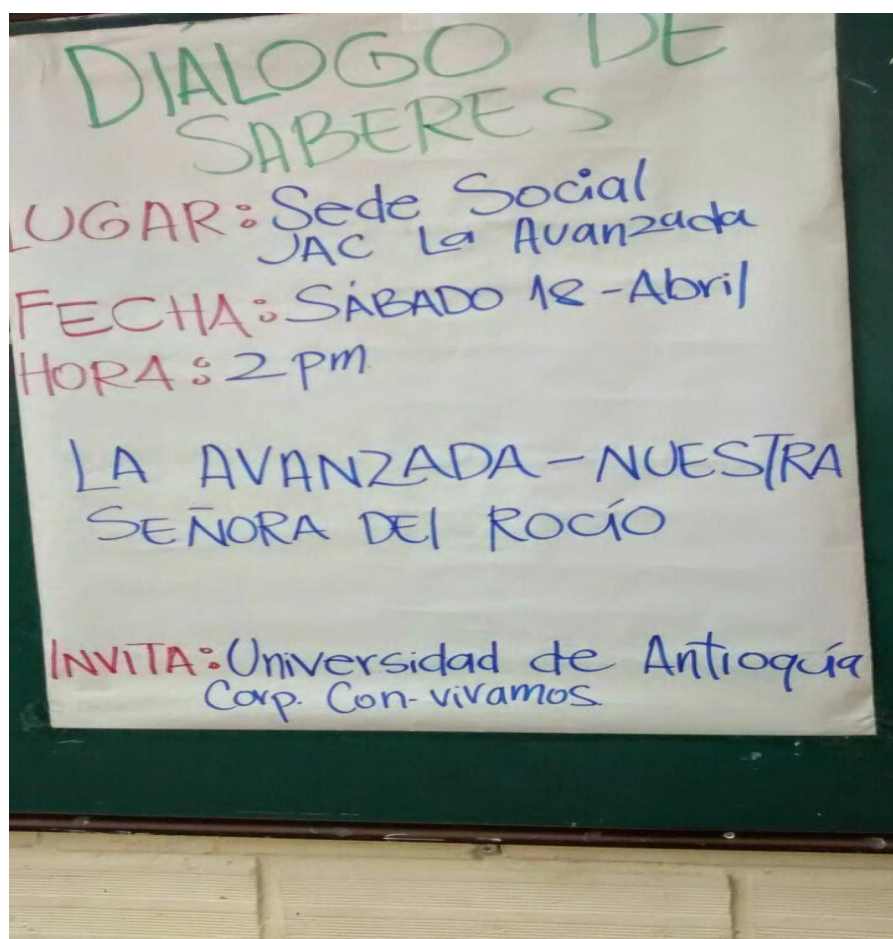 DIÁLOGO DE
SABERES
LUGAR: Sede Social
JAC La Avanzada
FECHA: SÁBADO 18-Abril
HORA: 2 pm
LA AVANZADA-NUESTRA
SEÑORA DEl ROCÍO
INVITA: Universidad de Antioquía
Corp. Con-vivamos